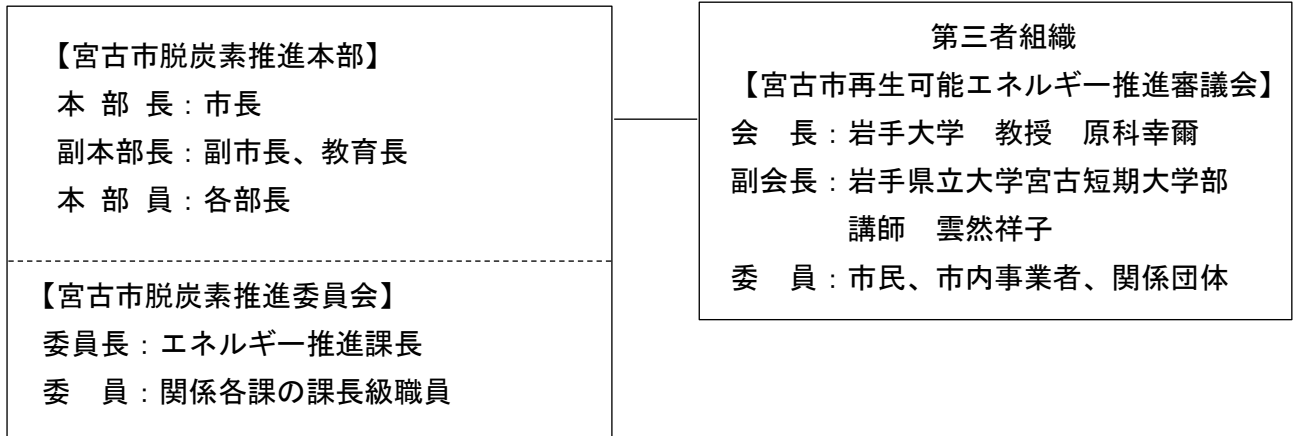 【宮古市脱炭素推進本部】
本 部 長：市長
副本部長：副市長、教育長
本 部 員：各部長
【宮古市脱炭素推進委員会】
委員長：エネルギー推進課長
委　員：関係各課の課長級職員
第三者組織
【宮古市再生可能エネルギー推進審議会】
会　長：岩手大学　教授　原科幸爾
副会長：岩手県立大学宮古短期大学部
講師　雲然祥子
委　員：市民、市内事業者、関係団体